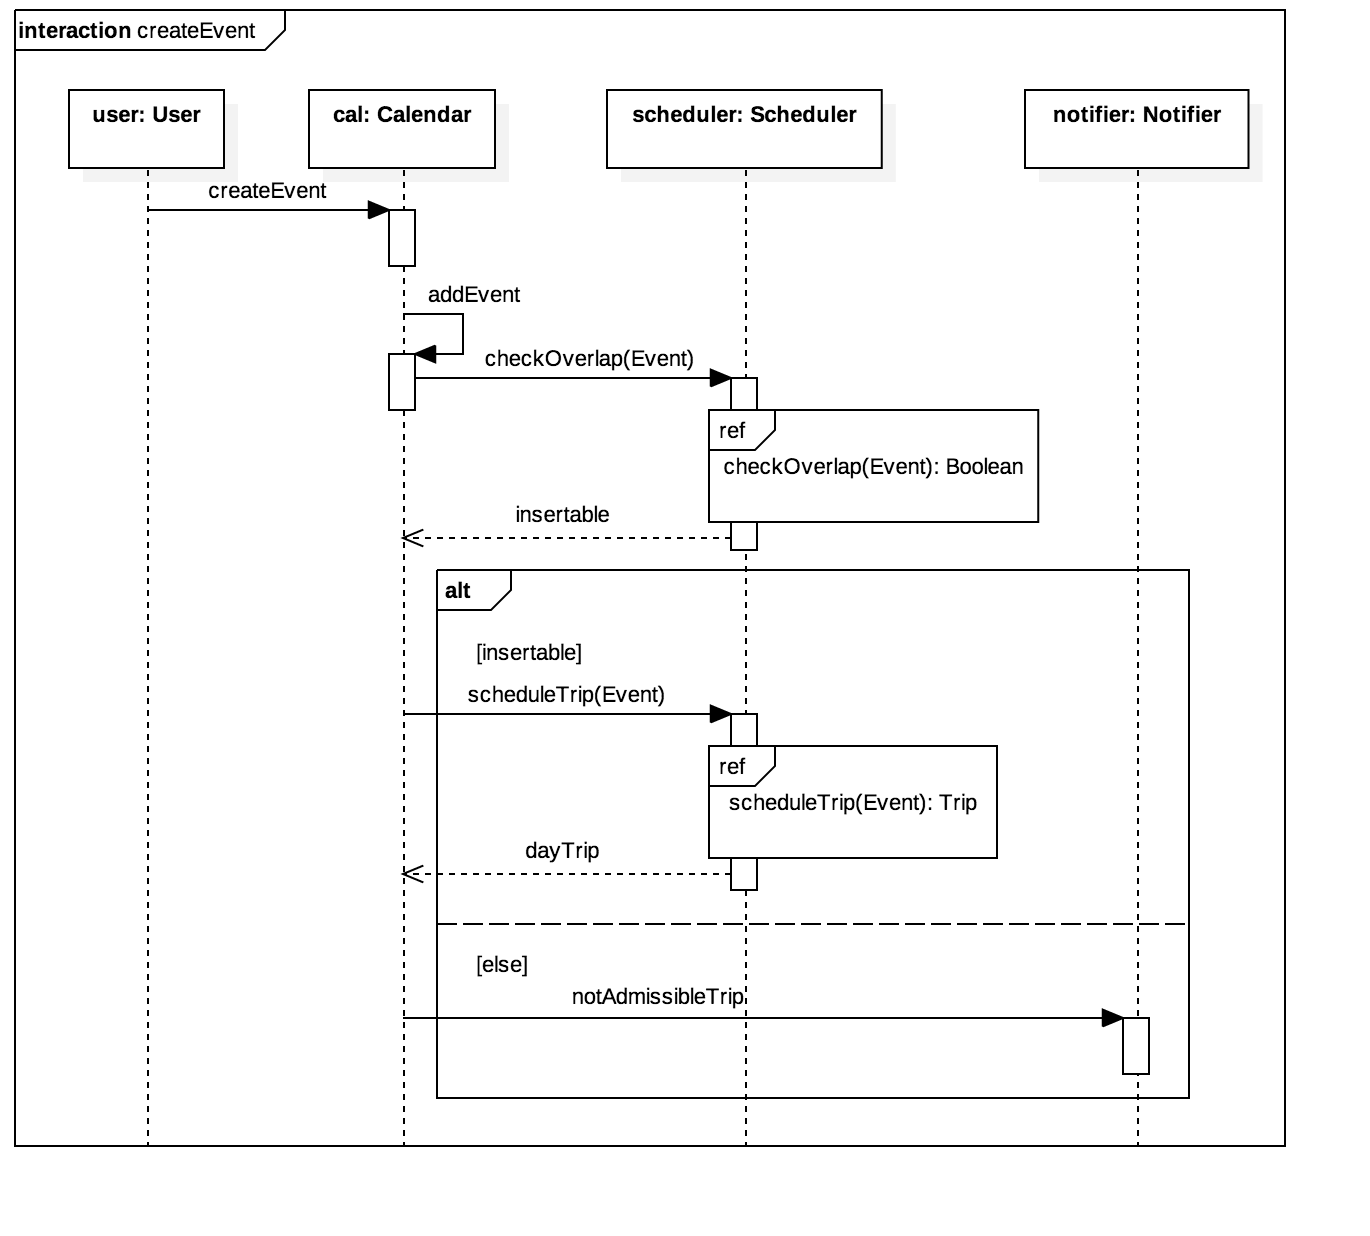 interaction createEvent
user: User
cal: Calendar
scheduler: Scheduler
notifier: Notifier
createEvent
addEvent
checkOverlap(Event)
ref
checkOverlap(Event): Boolean
insertable
alt
[insertable]
scheduleTrip(Event)
ref
scheduleTrip(Event): Trip
dayTrip
[else]
notAdmissibleTrip